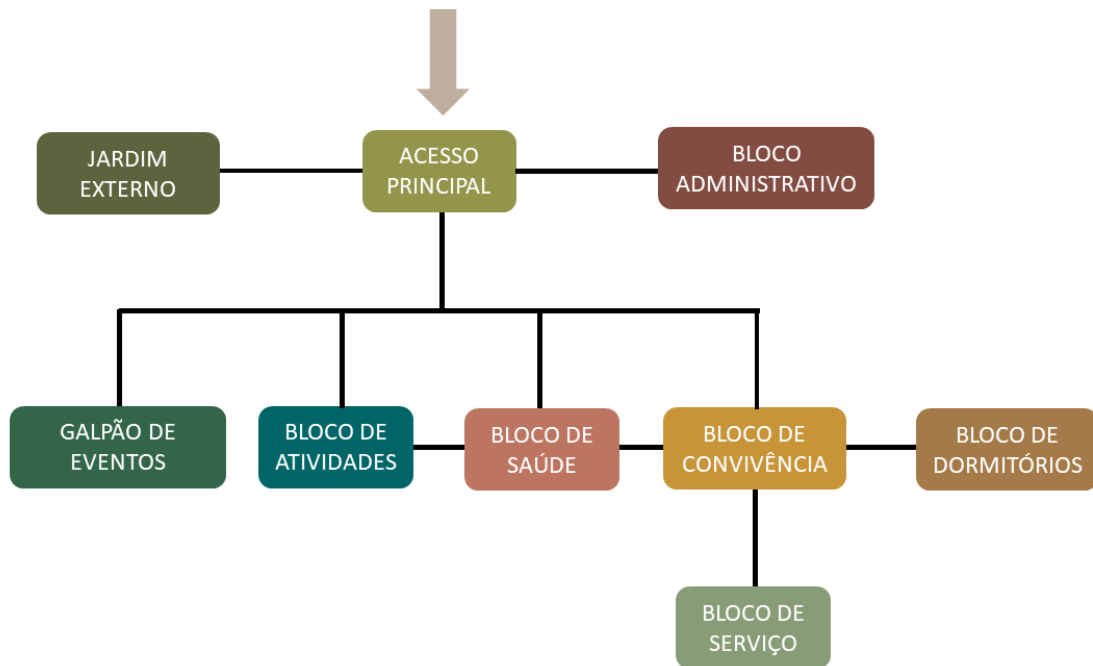 JARDIM
EXTERNO
ACESSO
PRINCIPAL
BLOCO
ADMINISTRATIVO
GALPÃO DE
EVENTOS
BLOCO DE
ATIVIDADES
BLOCO DE
SAÚDE
BLOCO DE
CONVIVÊNCIA
BLOCO DE
DORMITÓRIOS
BLOCO DE
SERVIÇO